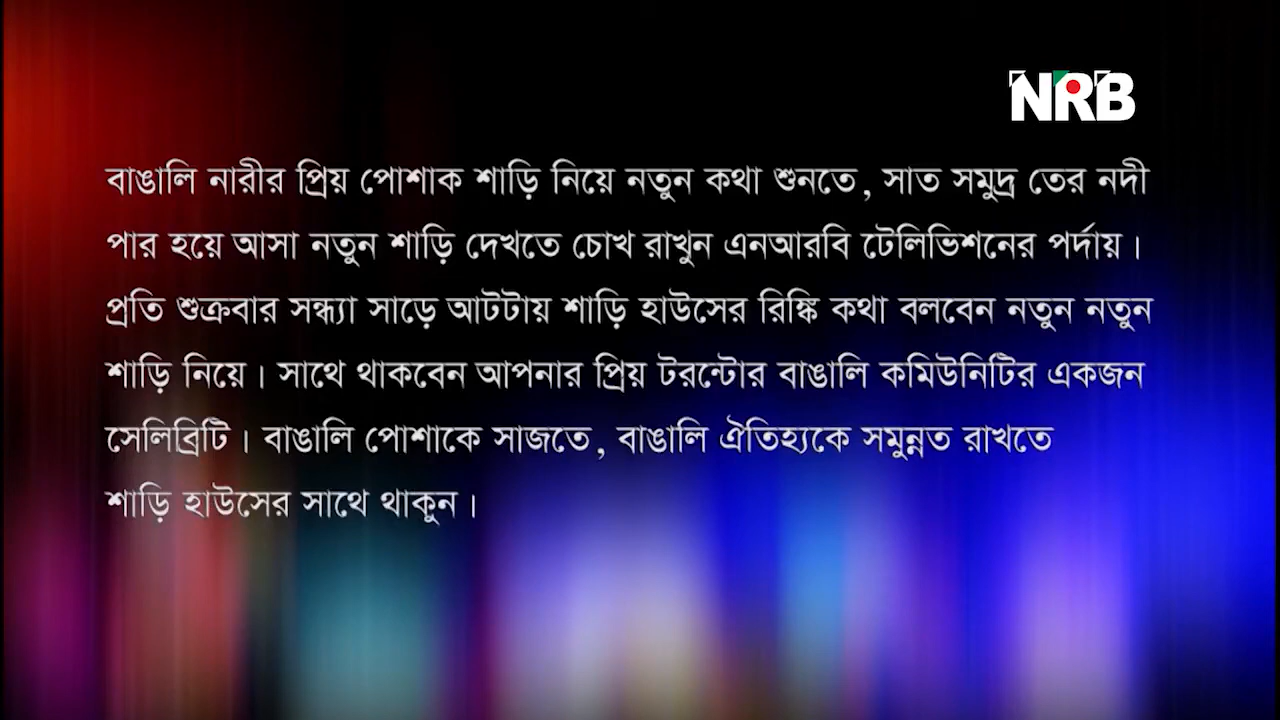 NRB
বাঙালি নারীর প্রিয় পোশাক শাড়ি নিয়ে নতুন কথা শুনতে, সাত সমুদ্র তের নদী
পার হয়ে আসা নতুন শাড়ি দেখতে চোখ রাখুন এনআরবি টেলিভিশনের পর্দায়।
প্রতি শুক্রবার সন্ধ্যা সাড়ে আটটায় শাড়ি হাউসের রিঙ্কি কথা বলবেন নতুন নতুন
শাড়ি নিয়ে। সাথে থাকবেন আপনার প্রিয় টরন্টোর বাঙালি কমিউনিটির একজন
সেলিব্রিটি। বাঙালি পোশাকে সাজতে, বাঙালি ঐতিহ্যকে সমুন্নত রাখতে
শাড়ি হাউসের সাথে থাকুন।